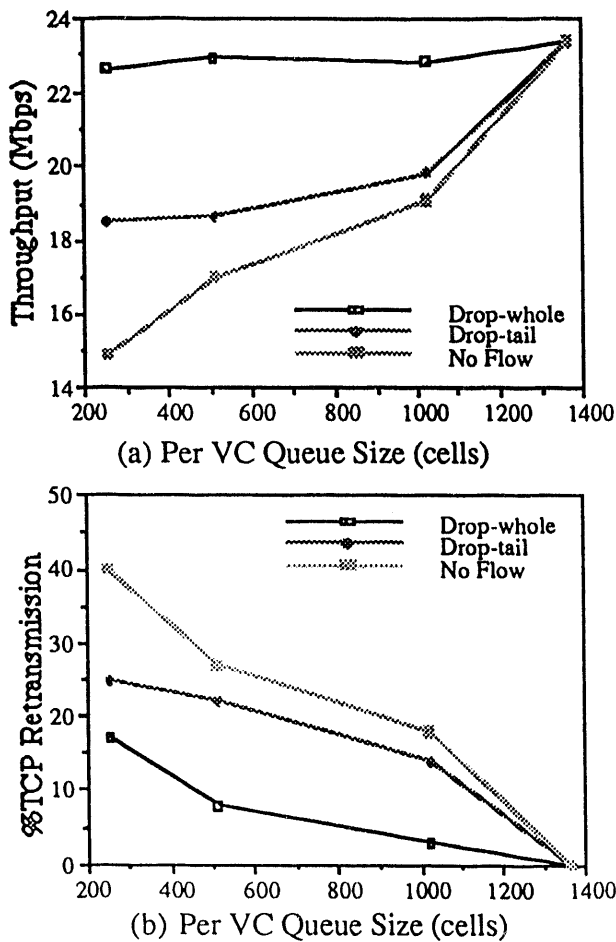 24
22
20
18
16
14
Throughput (Mbps)
Drop-whole
Drop-tail
No Flow
200 400 600 800 1000 1200 1400
(a) Per VC Queue Size (cells)
50
40
30
20
10
0
%TCP Retransmission
Drop-whole
Drop-tail
No Flow
200 400 600 800 1000 1200 1400
(b) Per VC Queue Size (cells)